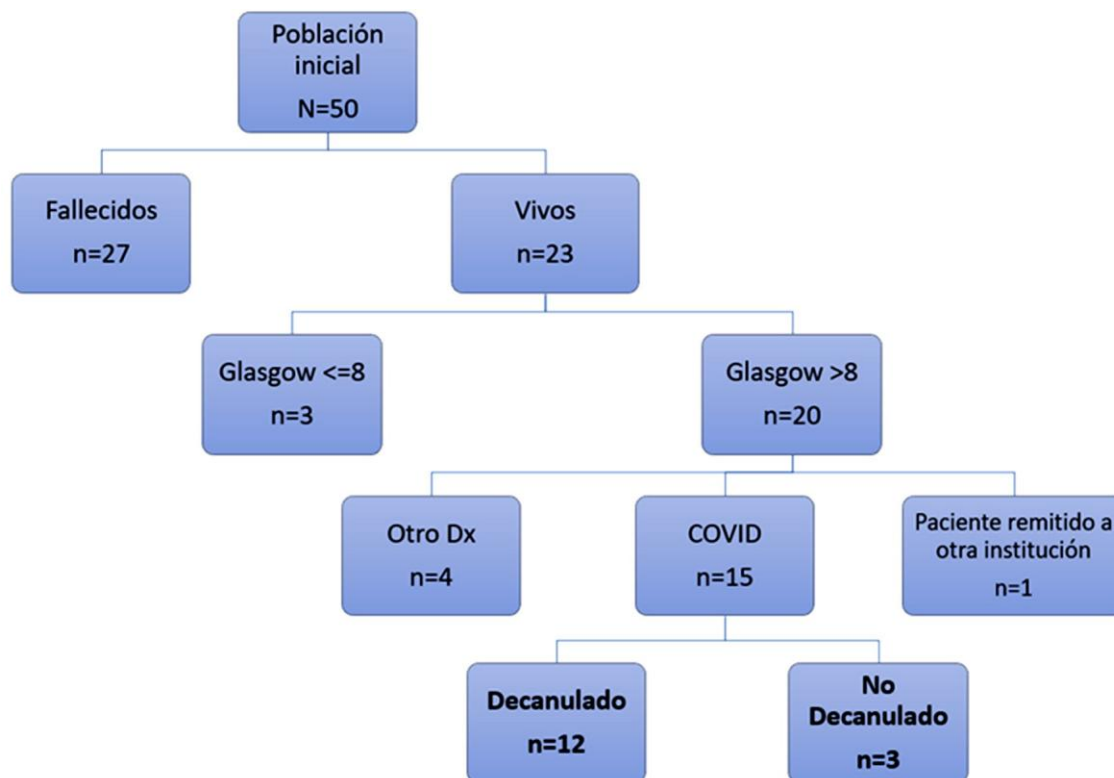 Población
inicial
N=50
Fallecidos
n=27
Vivos
n=23
Glasgow <=8
n=3
Glasgow >8
n=20
Otro Dx
n=4
COVID
n=15
Paciente remitido a
otra institución
n=1
Decanulado
n=12
No
Decanulado
n=3